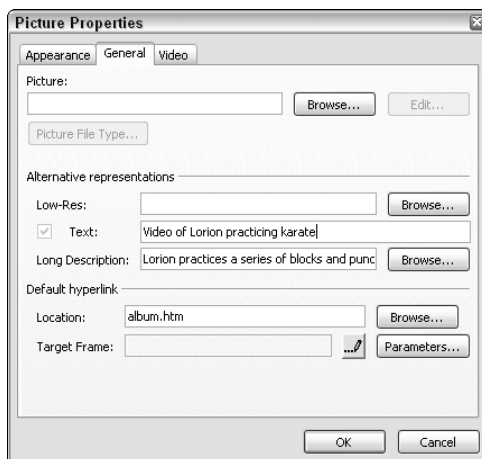 Picture Properties
Appearance General Video
Picture:
Browse... Edit...
Picture File Type...
Alternative representations
Low-Res: Browse...
Text: Video of Lorion practicing karate
Long Description: Lorion practices a series of blocks and punc Browse...
Default hyperlink
Location: album.htm Browse...
Target Frame: Parameters...
OK Cancel